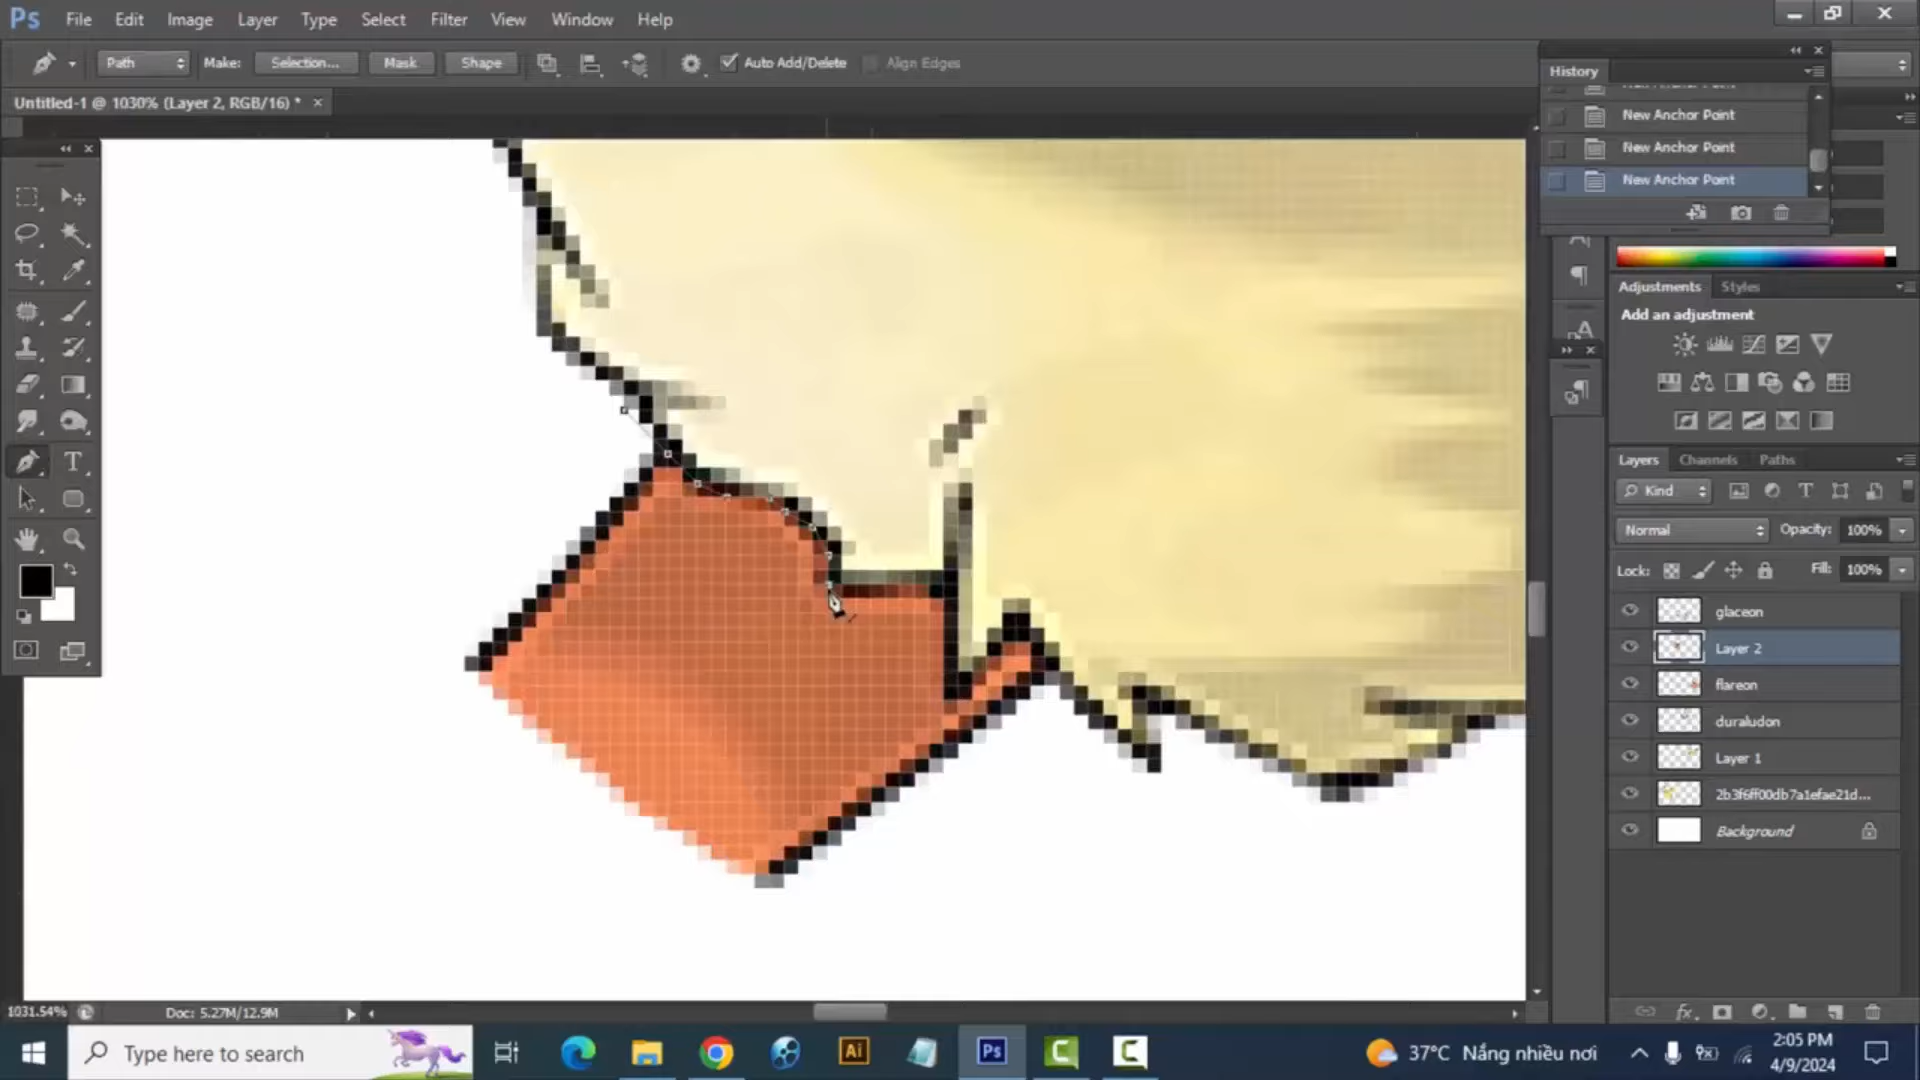 Ps File Edit Image Layer Type Select Filter View Window Help
Path Make: Selection... Mask Shape Auto Add/Delete Align Edges
Untitled-1 @ 1030% (Layer 2, RGB/16) *
History
New Anchor Point
New Anchor Point
New Anchor Point
Adjustments Styles
Add an adjustment
Layers Channels Paths
Kind
Normal Opacity: 100%
Lock: Fill: 100%
glaceon
Layer 2
flareon
duraludon
Layer 1
2b3f6ff00db7a1efae21d...
Background
1031.54% Doc: 5.27M/12.9M
Type here to search
Ai
Ps
37°C Nắng nhiều nơi
2:05 PM
4/9/2024